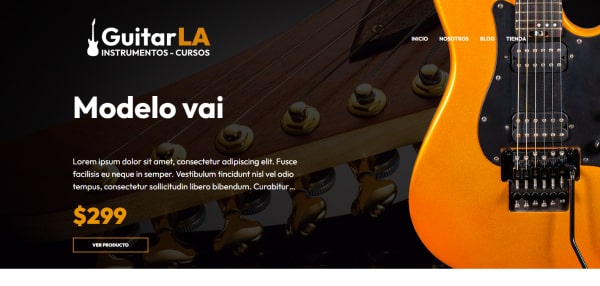 GuitarLA
INSTRUMENTOS - CURSOS
INICIO NOSOTROS BLOG TIENDA
Modelo vai
Lorem ipsum dolor sit amet, consectetur adipiscing elit. Fusce
facilisis eu neque in semper. Vestibulum tincidunt nisl vel odio
tempus, consectetur sollicitudin libero bibendum. Curabitur...
$299
VER PRODUCTO